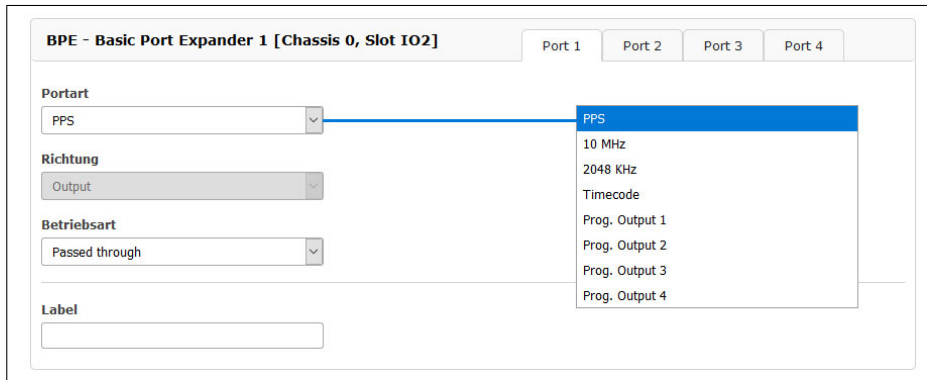 BPE - Basic Port Expander 1 [Chassis 0, Slot IO2]
Port 1
Port 2
Port 3
Port 4
Portart
PPS
Richtung
Output
Betriebsart
Passed through
Label
PPS
10 MHz
2048 KHz
Timecode
Prog. Output 1
Prog. Output 2
Prog. Output 3
Prog. Output 4